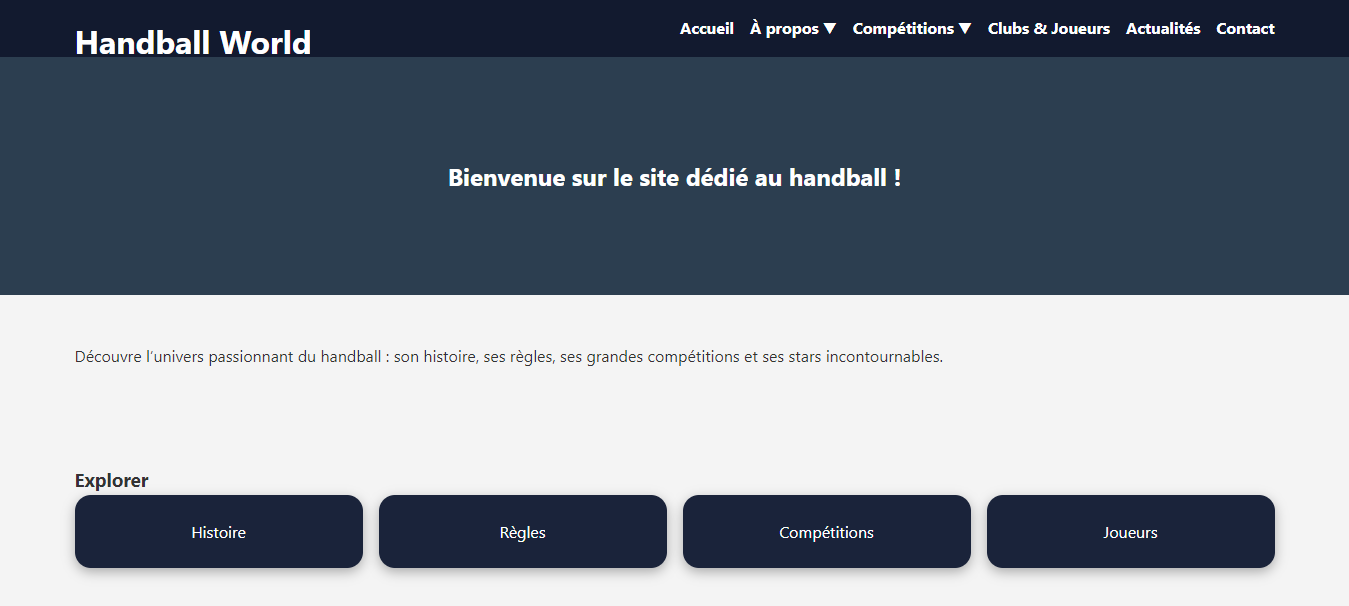 Handball World
Accueil À propos ▼ Compétitions ▼ Clubs & Joueurs Actualités Contact
Bienvenue sur le site dédié au handball !
Découvre l'univers passionnant du handball : son histoire, ses règles, ses grandes compétitions et ses stars incontournables.
Explorer
Histoire
Règles
Compétitions
Joueurs